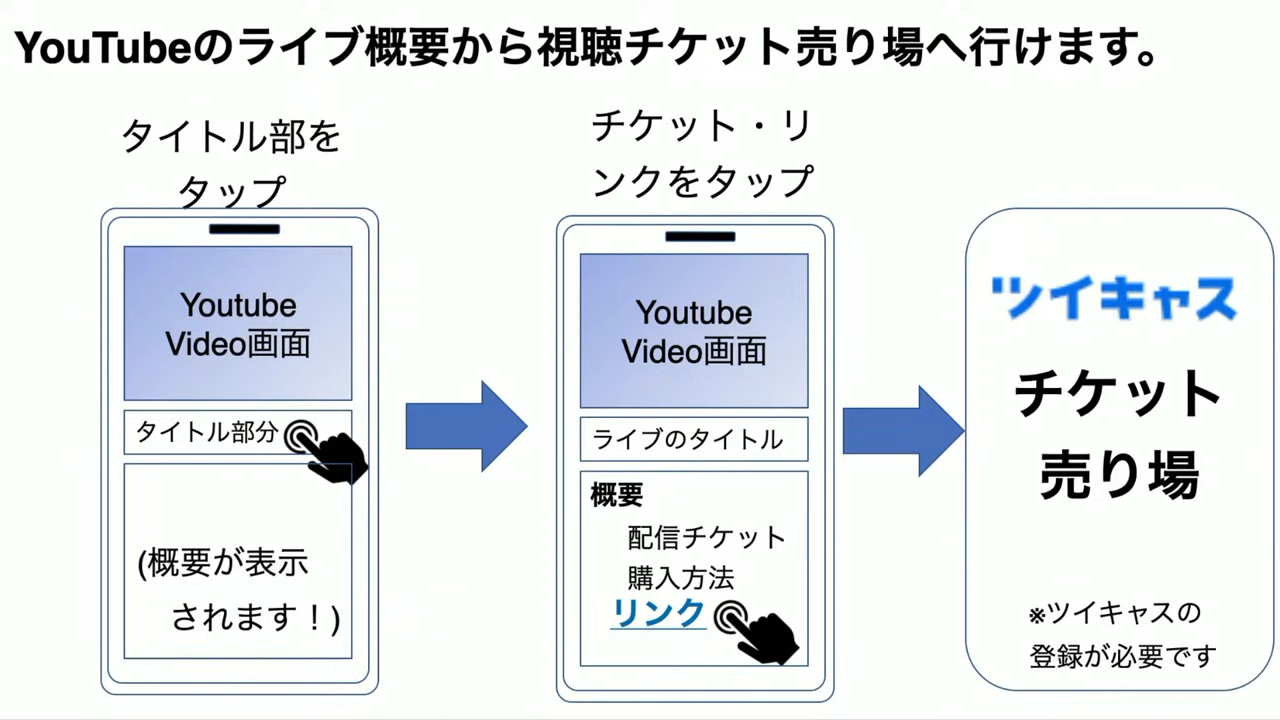 YouTubeのライブ概要から視聴チケット売り場へ行けます。
タイトル部を
タップ
Youtube
Video画面
タイトル部分
(概要が表示
されます！)
チケット・リ
ンクをタップ
Youtube
Video画面
ライブのタイトル
概要
配信チケット
購入方法
リンク
ツイキャス
チケット
売り場
※ツイキャスの
登録が必要です